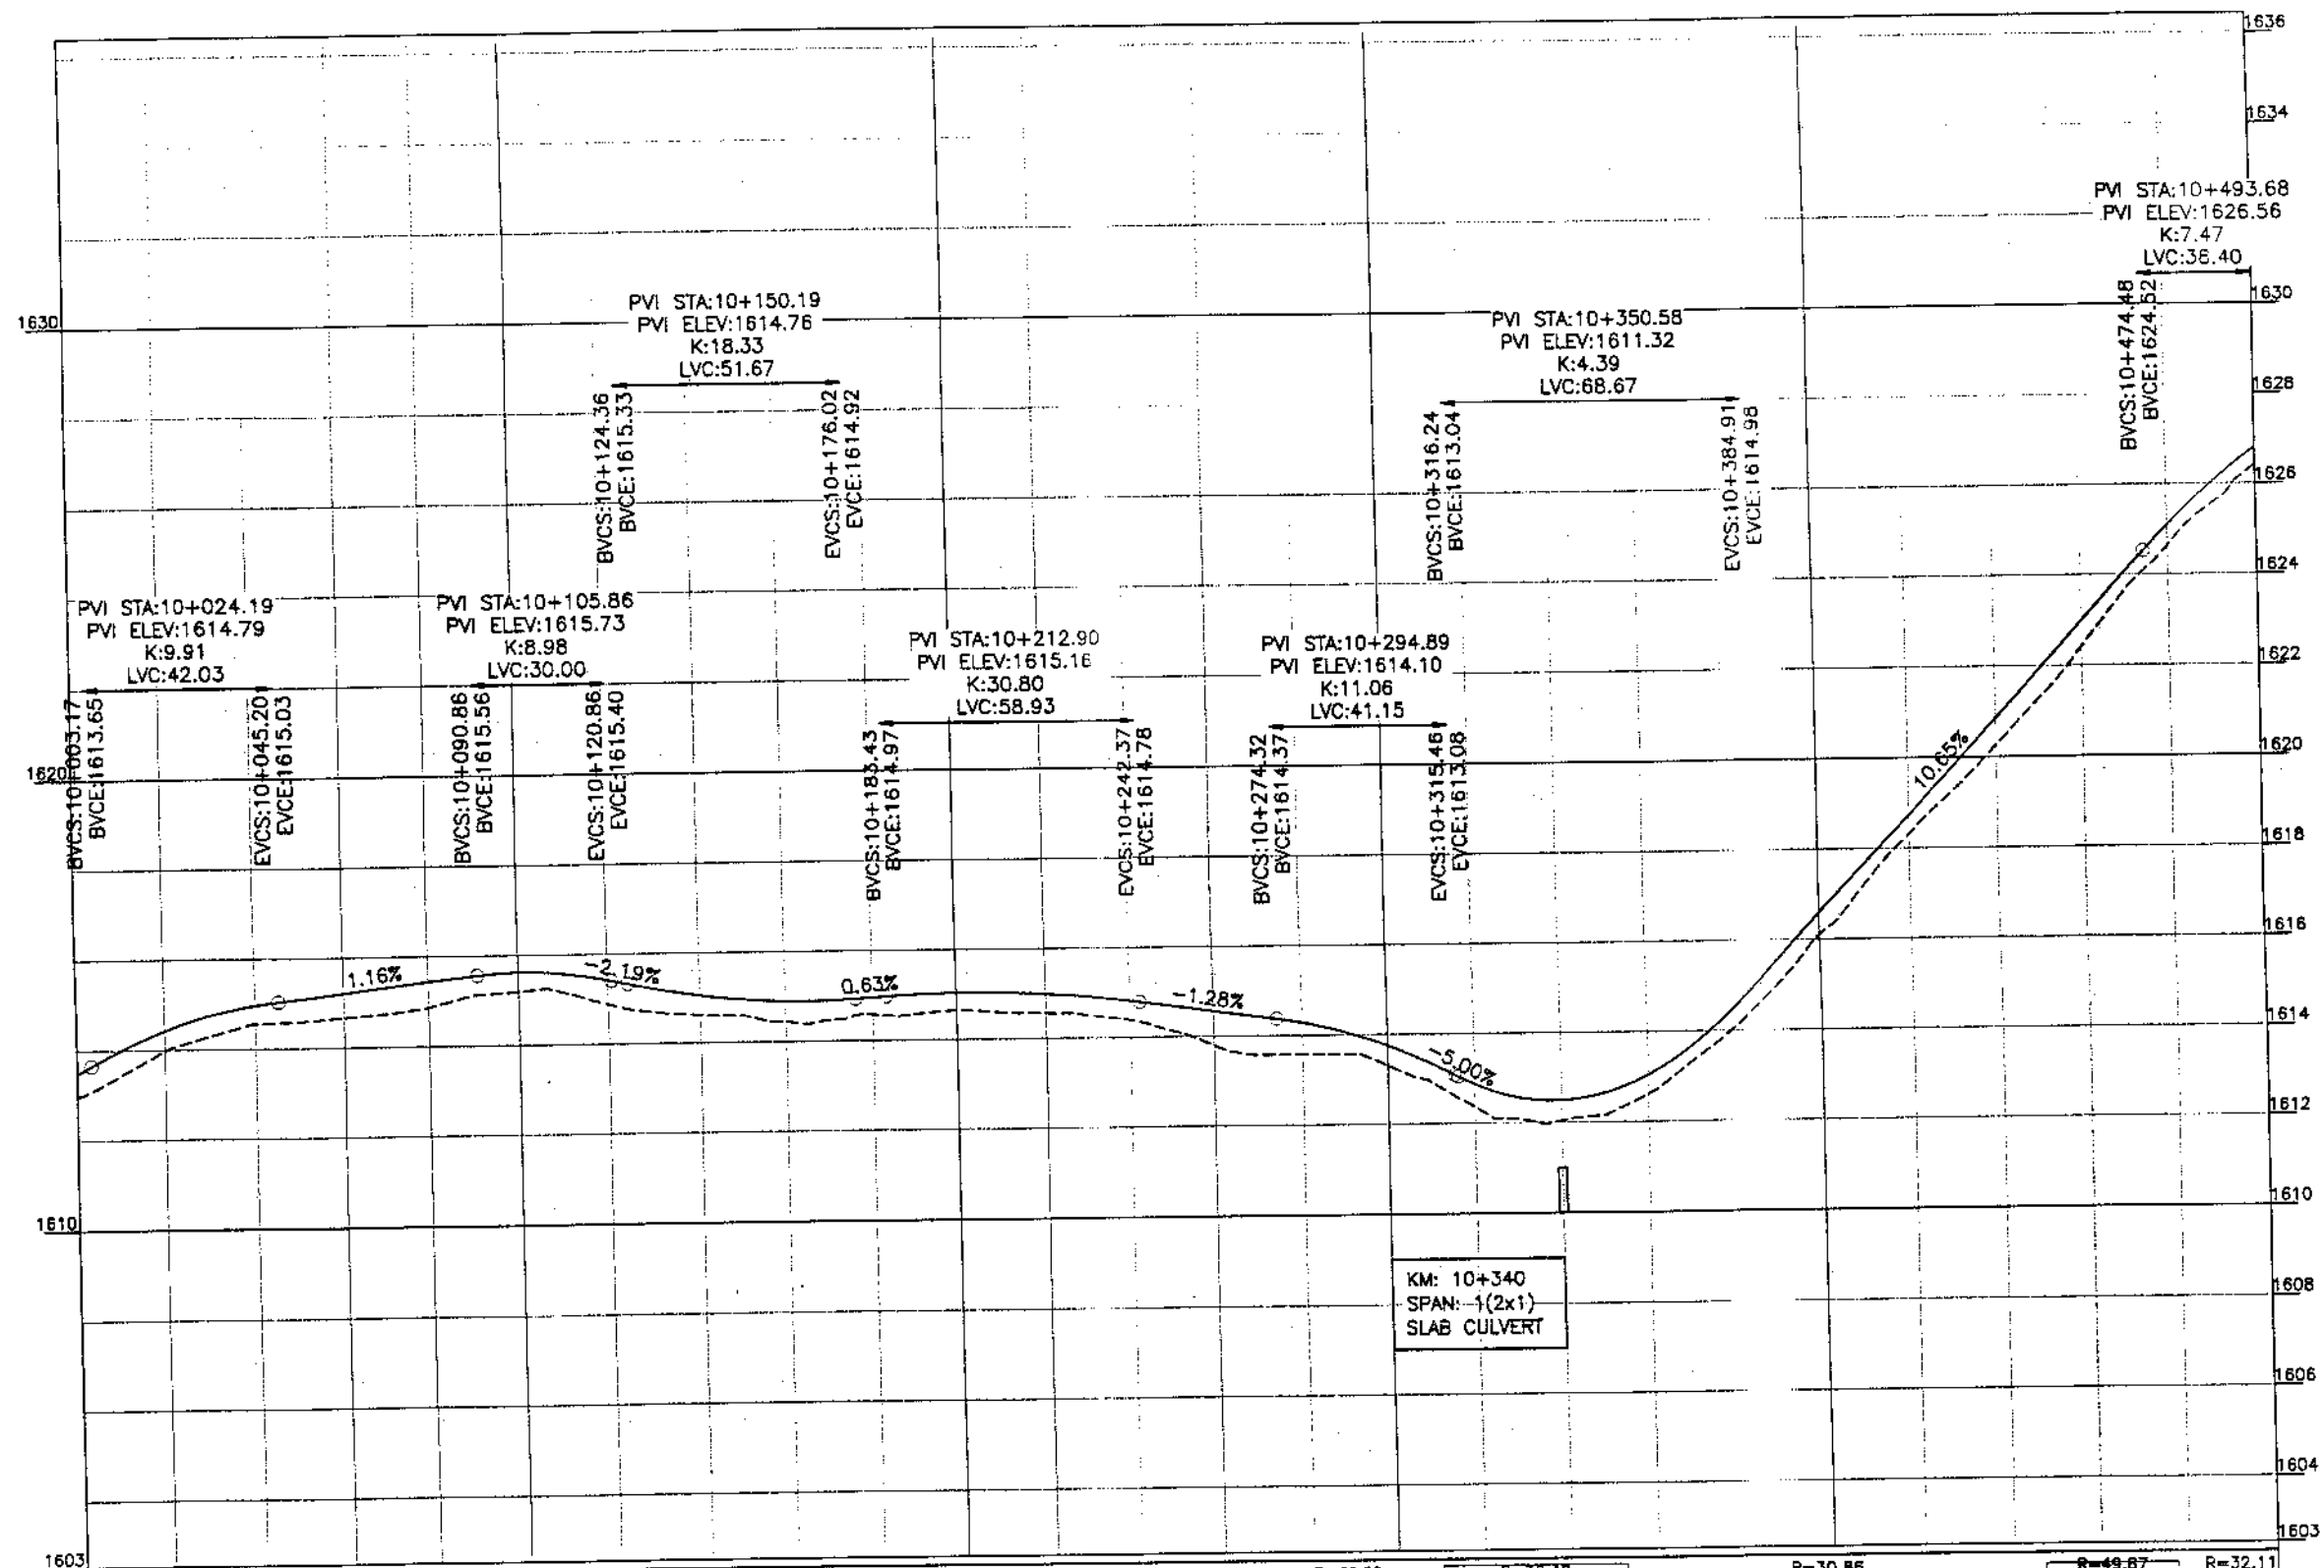 1636
1634
PVI STA:10+493.68
PVI ELEV:1626.56
K:7.47
LVC:38.40
BVCS:10+474.48
BVCE:1624.52
1630
1630
PVI STA:10+150.19
PVI ELEV:1614.76
K:18.33
LVC:51.67
BVCS:10+124.36
BVCE:1615.33
EVCS:10+176.02
EVCE:1614.92
PVI STA:10+350.58
PVI ELEV:1611.32
K:4.39
LVC:68.67
BVCS:10+316.24
BVCE:1613.04
EVCS:10+384.91
EVCE:1614.98
1628
1626
1624
PVI STA:10+024.19
PVI ELEV:1614.79
K:9.91
LVC:42.03
BVCS:10+003.17
BVCE:1613.65
EVCS:10+045.20
EVCE:1615.03
PVI STA:10+105.86
PVI ELEV:1615.73
K:8.98
LVC:30.00
BVCS:10+090.86
BVCE:1615.56
EVCS:10+120.86
EVCE:1615.40
PVI STA:10+212.90
PVI ELEV:1615.16
K:30.80
LVC:58.93
BVCS:10+183.43
BVCE:1614.97
EVCS:10+242.37
EVCE:1614.78
PVI STA:10+294.89
PVI ELEV:1614.10
K:11.06
LVC:41.15
BVCS:10+274.32
BVCE:1614.37
EVCS:10+315.46
EVCE:1613.08
1622
1620
1620
10.65%
1618
1616
1.16%
-2.19%
0.63%
-1.28%
-5.00%
1614
1612
1610
1610
KM: 10+340
SPAN: 1(2x1)
SLAB CULVERT
1608
1606
1604
1603
1603
R=30.86
R=49.67
R=32.11